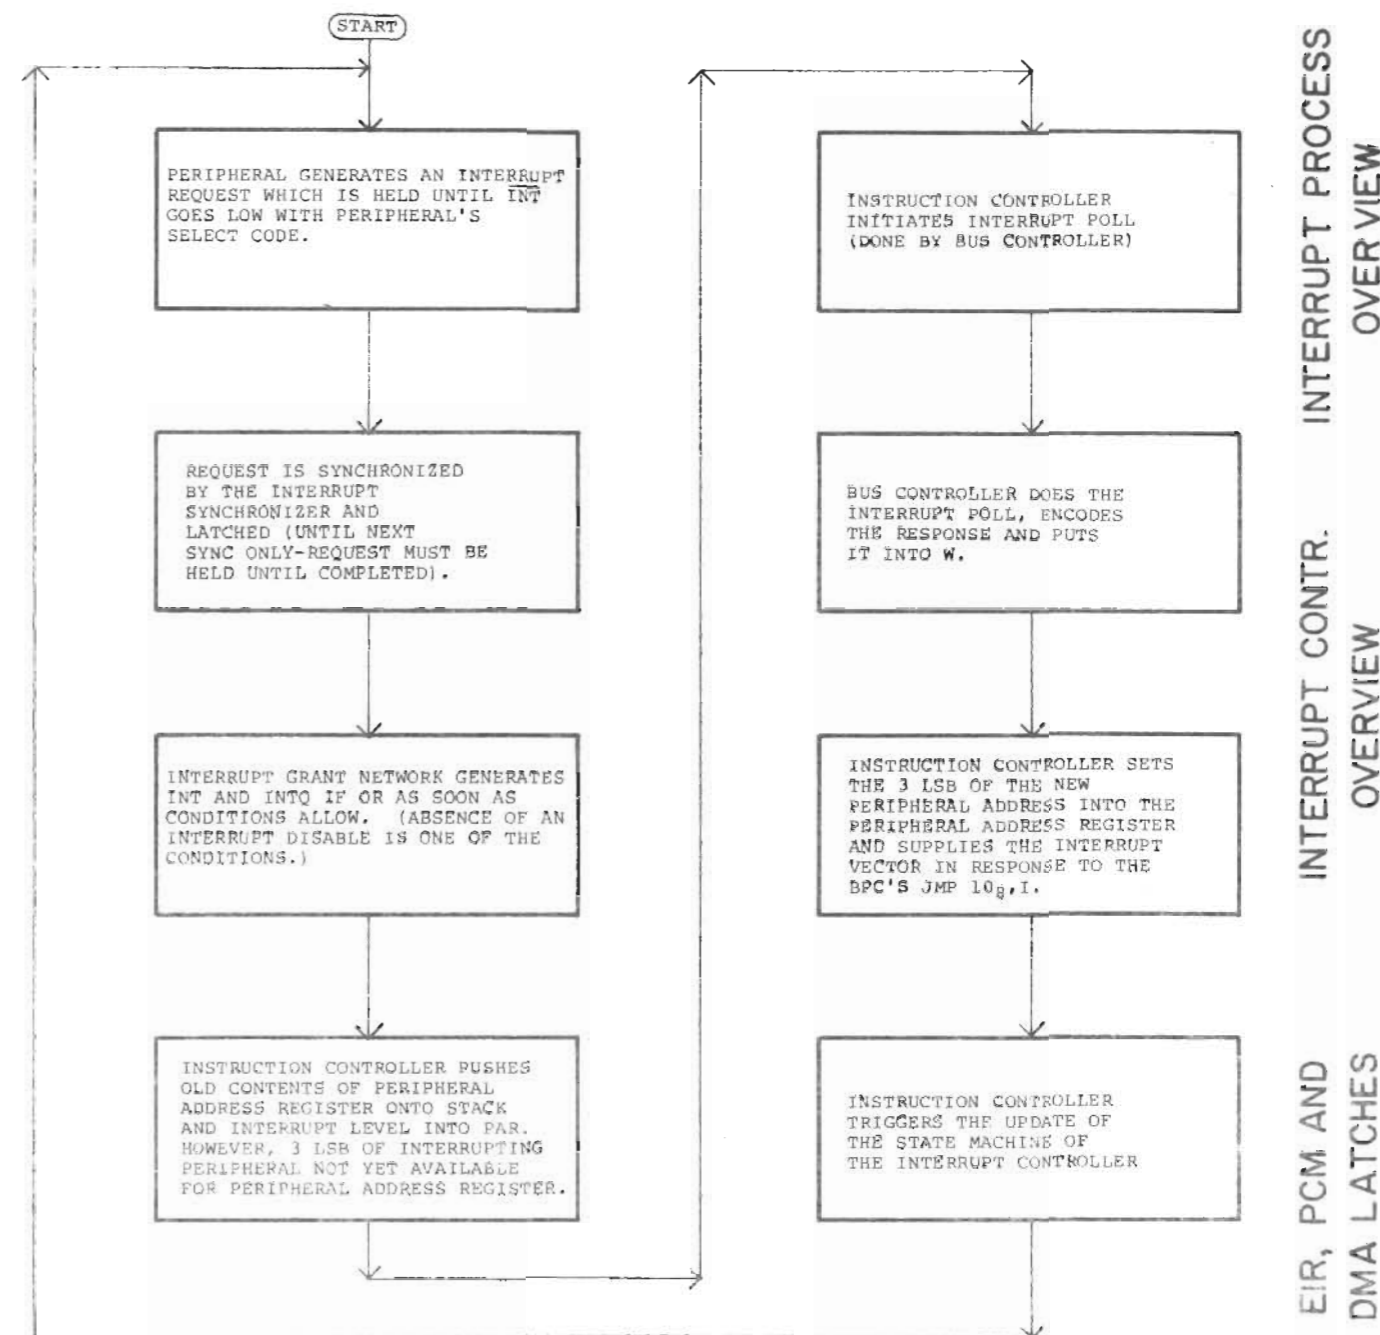 START
PERIPHERAL GENERATES AN INTERRUPT
REQUEST WHICH IS HELD UNTIL INT
GOES LOW WITH PERIPHERAL'S
SELECT CODE.
REQUEST IS SYNCHRONIZED
BY THE INTERRUPT
SYNCHRONIZER AND
LATCHED (UNTIL NEXT
SYNC ONLY-REQUEST MUST BE
HELD UNTIL COMPLETED).
INTERRUPT GRANT NETWORK GENERATES
INT AND INTQ IF OR AS SOON AS
CONDITIONS ALLOW. (ABSENCE OF AN
INTERRUPT DISABLE IS ONE OF THE
CONDITIONS.)
INSTRUCTION CONTROLLER PUSHES
OLD CONTENTS OF PERIPHERAL
ADDRESS REGISTER ONTO STACK
AND INTERRUPT LEVEL INTO PAR.
HOWEVER, 3 LSB OF INTERRUPTING
PERIPHERAL NOT YET AVAILABLE
FOR PERIPHERAL ADDRESS REGISTER.
INSTRUCTION CONTROLLER
INITIATES INTERRUPT POLL
(DONE BY BUS CONTROLLER)
BUS CONTROLLER DOES THE
INTERRUPT POLL, ENCODES
THE RESPONSE AND PUTS
IT INTO W.
INSTRUCTION CONTROLLER SETS
THE 3 LSB OF THE NEW
PERIPHERAL ADDRESS INTO THE
PERIPHERAL ADDRESS REGISTER
AND SUPPLIES THE INTERRUPT
VECTOR IN RESPONSE TO THE
BPC'S JMP 10₈,I.
INSTRUCTION CONTROLLER
TRIGGERS THE UPDATE OF
THE STATE MACHINE OF
THE INTERRUPT CONTROLLER
INTERRUPT PROCESS
OVERVIEW
INTERRUPT CONTR.
OVERVIEW
EIR, PCM AND
DMA LATCHES